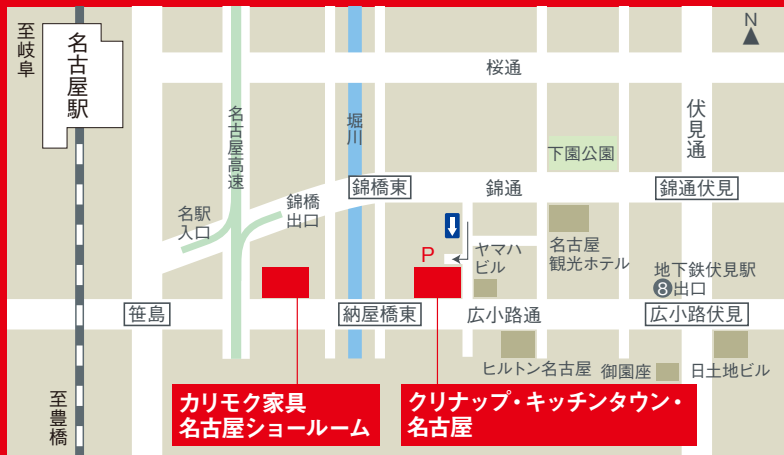 至岐阜
名古屋駅
N
桜通
名古屋高速
堀川
伏見通
下園公園
錦橋東
錦通
錦通伏見
名駅
入口
錦橋
出口
P
ヤマハ
ビル
名古屋
観光ホテル
地下鉄伏見駅
❽出口
笹島
納屋橋東
広小路通
広小路伏見
ヒルトン名古屋
御園座
日土地ビル
至豊橋
カリモク家具
名古屋ショールーム
クリナップ・キッチンタウン・
名古屋